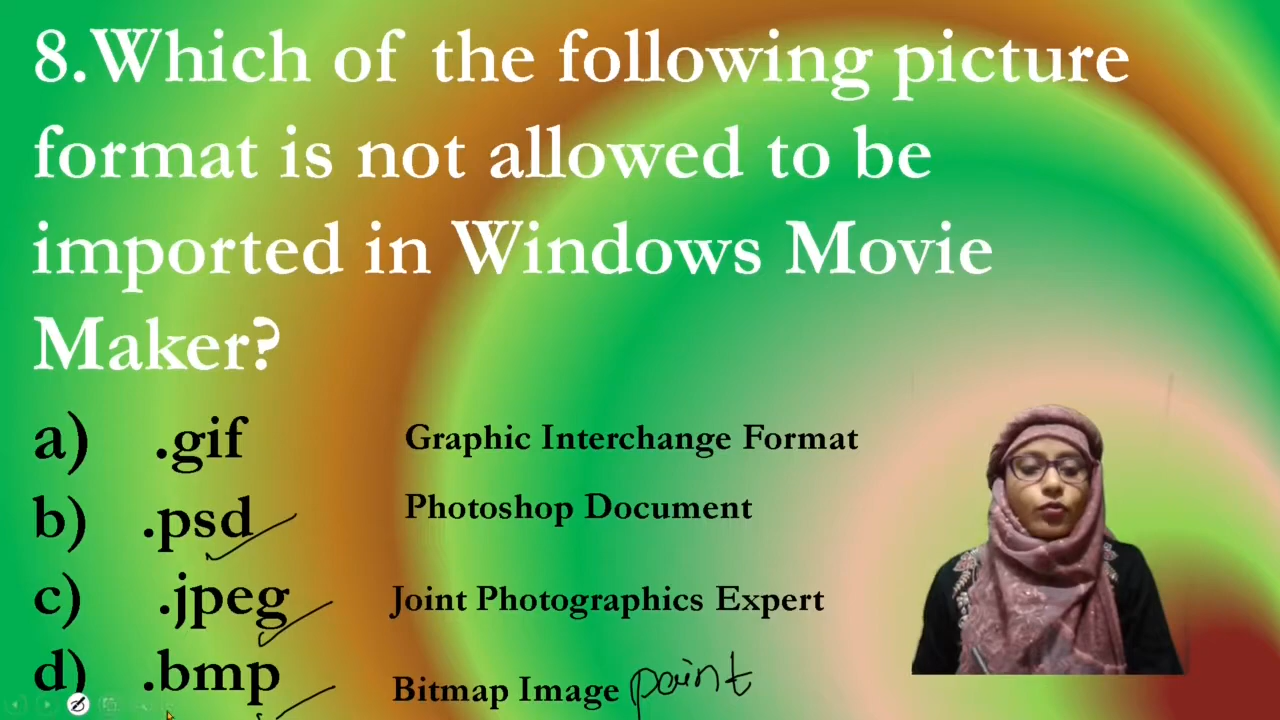 8.Which of the following picture
format is not allowed to be
imported in Windows Movie
Maker?
a) .gif Graphic Interchange Format
b) .psd Photoshop Document
c) .jpeg Joint Photographics Expert
d) .bmp Bitmap Image paint